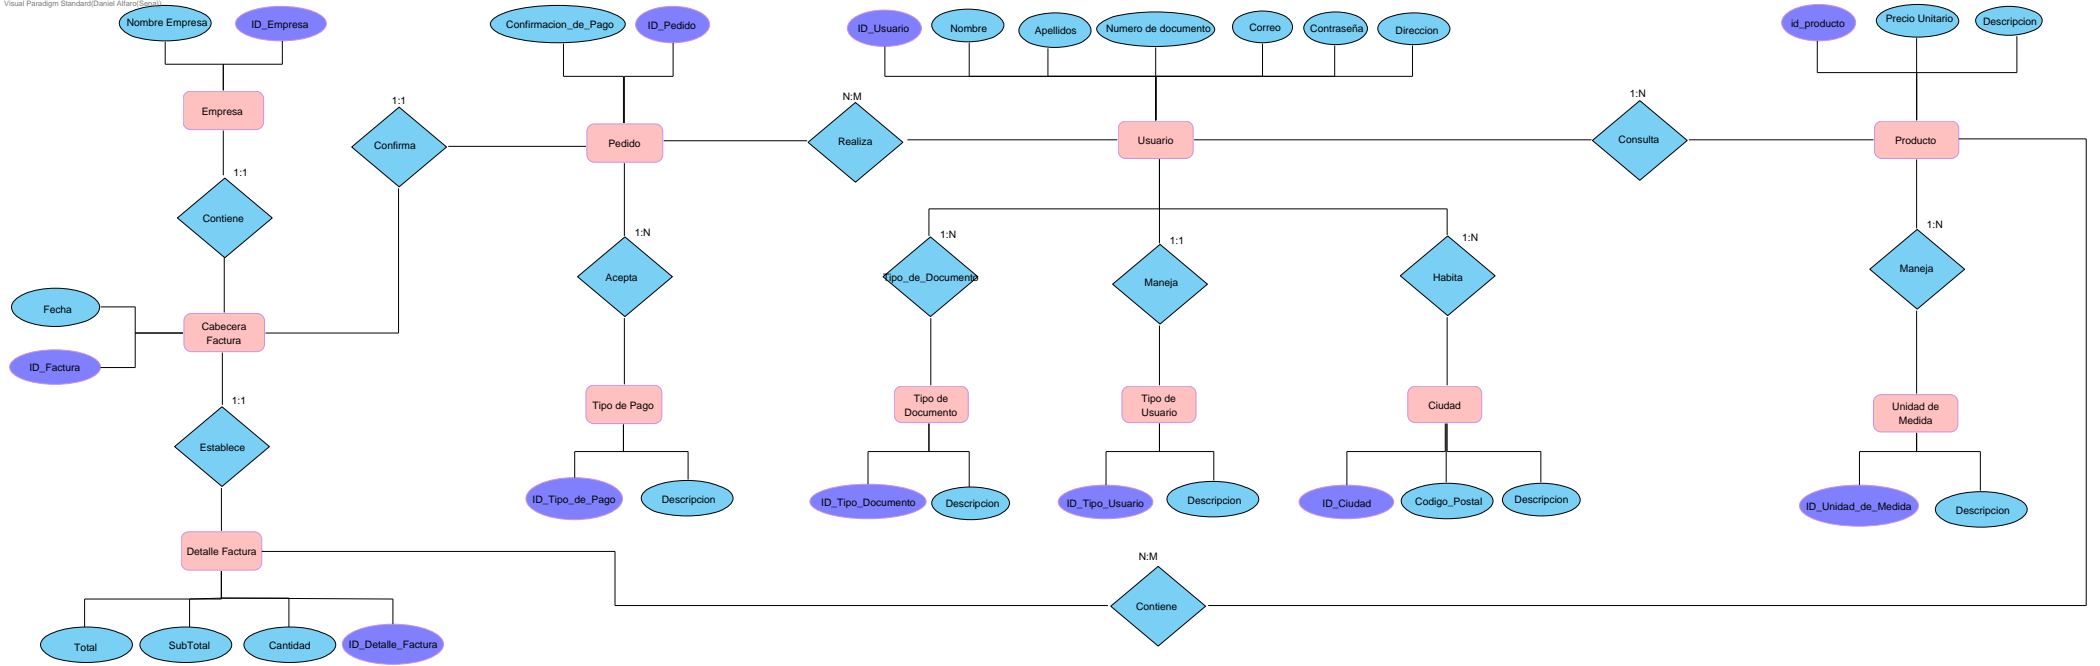 Visual Paradigm Standard(Daniel Alfaro(Sena))
Nombre Empresa
ID_Empresa
Confirmacion_de_Pago
ID_Pedido
ID_Usuario
Nombre
Apellidos
Numero de documento
Correo
Contraseña
Direccion
id_producto
Precio Unitario
Descripcion
Empresa
1:1
Confirma
Pedido
N:M
Realiza
Usuario
1:N
Consulta
Producto
1:1
Contiene
1:N
Acepta
1:N
Tipo_de_Documento
1:1
Maneja
1:N
Habita
1:N
Maneja
Fecha
Cabecera
Factura
ID_Factura
1:1
Establece
Tipo de Pago
Tipo de
Documento
Tipo de
Usuario
Ciudad
Unidad de
Medida
ID_Tipo_de_Pago
Descripcion
ID_Tipo_Documento
Descripcion
ID_Tipo_Usuario
Descripcion
ID_Ciudad
Codigo_Postal
Descripcion
ID_Unidad_de_Medida
Descripcion
Detalle Factura
N:M
Contiene
Total
SubTotal
Cantidad
ID_Detalle_Factura